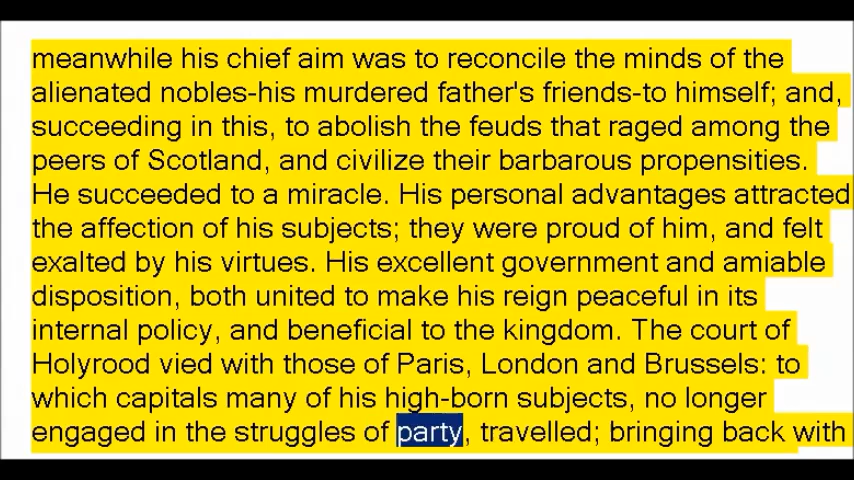 meanwhile his chief aim was to reconcile the minds of the
alienated nobles-his murdered father's friends-to himself; and,
succeeding in this, to abolish the feuds that raged among the
peers of Scotland, and civilize their barbarous propensities.
He succeeded to a miracle. His personal advantages attracted
the affection of his subjects; they were proud of him, and felt
exalted by his virtues. His excellent government and amiable
disposition, both united to make his reign peaceful in its
internal policy, and beneficial to the kingdom. The court of
Holyrood vied with those of Paris, London and Brussels: to
which capitals many of his high-born subjects, no longer
engaged in the struggles of party, travelled; bringing back with